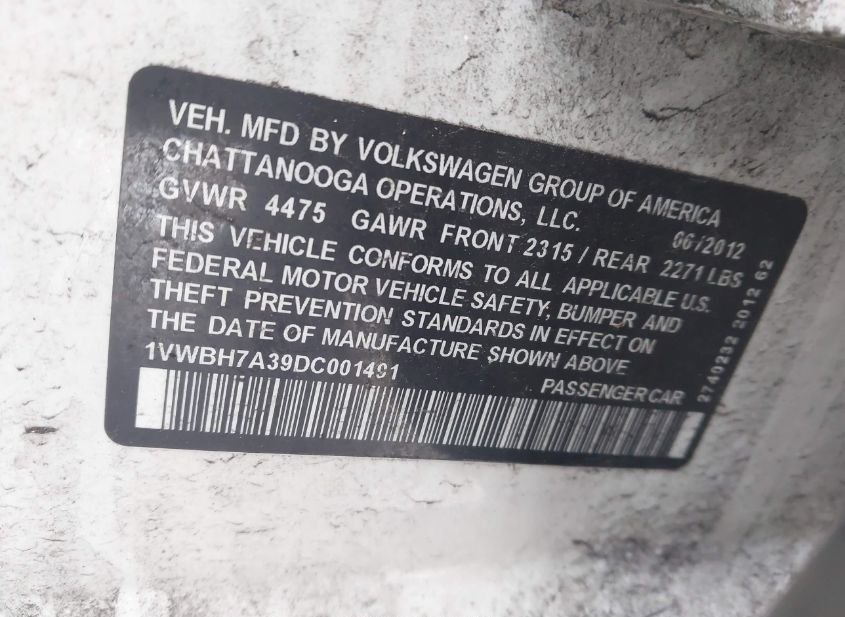 VEH. MFD BY VOLKSWAGEN GROUP OF AMERICA
CHATTANOOGA OPERATIONS, LLC. 06/2012
GVWR 4475 GAWR FRONT 2315 / REAR 2271 LBS
THIS VEHICLE CONFORMS TO ALL APPLICABLE U.S.
FEDERAL MOTOR VEHICLE SAFETY, BUMPER AND
THEFT PREVENTION STANDARDS IN EFFECT ON
THE DATE OF MANUFACTURE SHOWN ABOVE
1VWBH7A39DC001491 PASSENGER CAR
2740232 2012 62